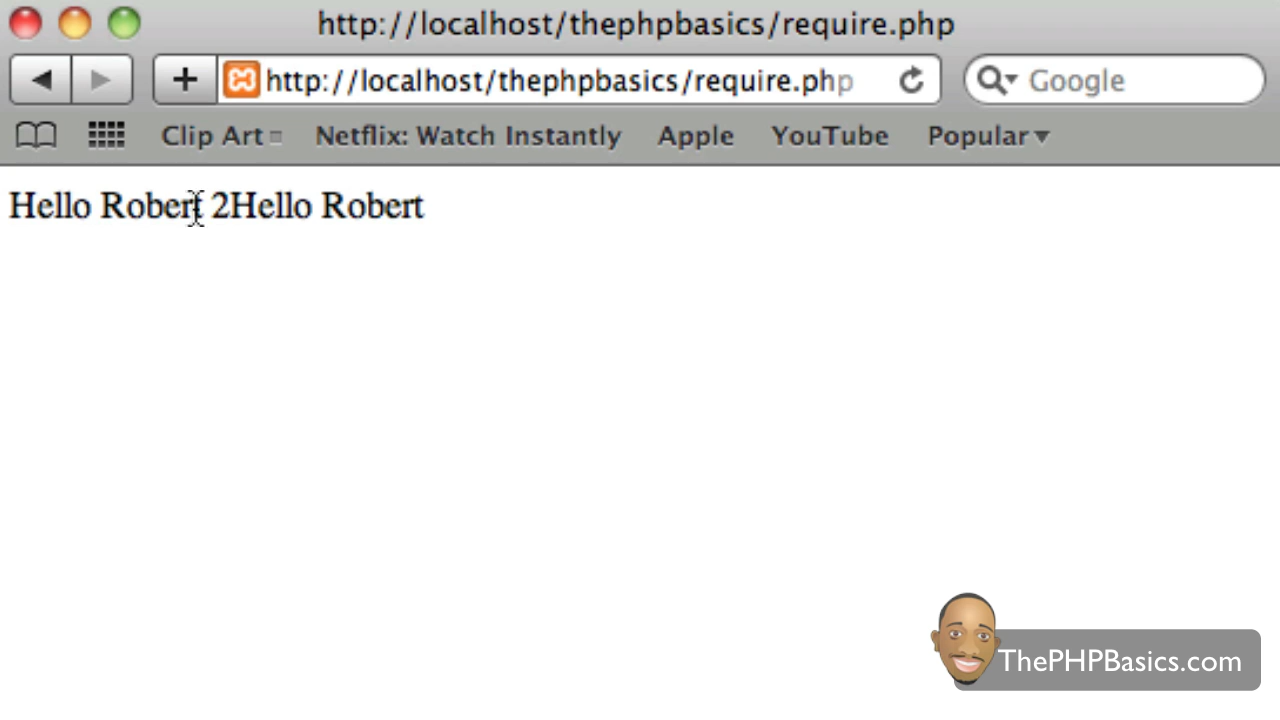 http://localhost/thephpbasics/require.php
http://localhost/thephpbasics/require.php Google
Clip Art Netflix: Watch Instantly Apple YouTube Popular
Hello Robert 2Hello Robert
ThePHPBasics.com